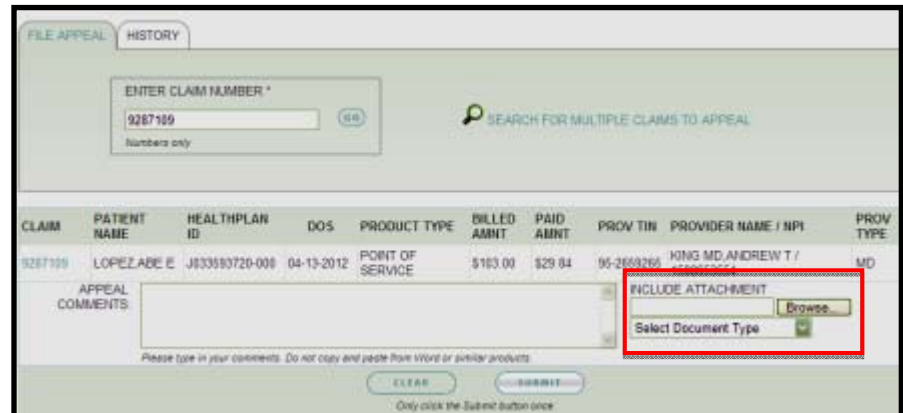 FILE APPEAL HISTORY
ENTER CLAIM NUMBER *
9287109 GO
Numbers only
SEARCH FOR MULTIPLE CLAIMS TO APPEAL
CLAIM PATIENT NAME HEALTHPLAN ID DOS PRODUCT TYPE BILLED AMNT PAID AMNT PROV TIN PROVIDER NAME / NPI PROV TYPE
9287109 LOPEZ,ABE E 04-13-2012 POINT OF SERVICE $103.00 $29.84 KING MD,ANDREW T / MD
APPEAL COMMENTS:
INCLUDE ATTACHMENT
Browse...
Select Document Type
Please type in your comments. Do not copy and paste from Word or similar products.
CLEAR SUBMIT
Only click the Submit button once